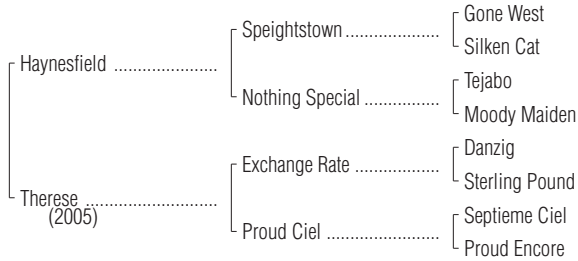 Gone West
Speightstown
Silken Cat
Haynesfield
Tejabo
Nothing Special
Moody Maiden
Danzig
Exchange Rate
Sterling Pound
Therese
(2005)
Septieme Ciel
Proud Ciel
Proud Encore